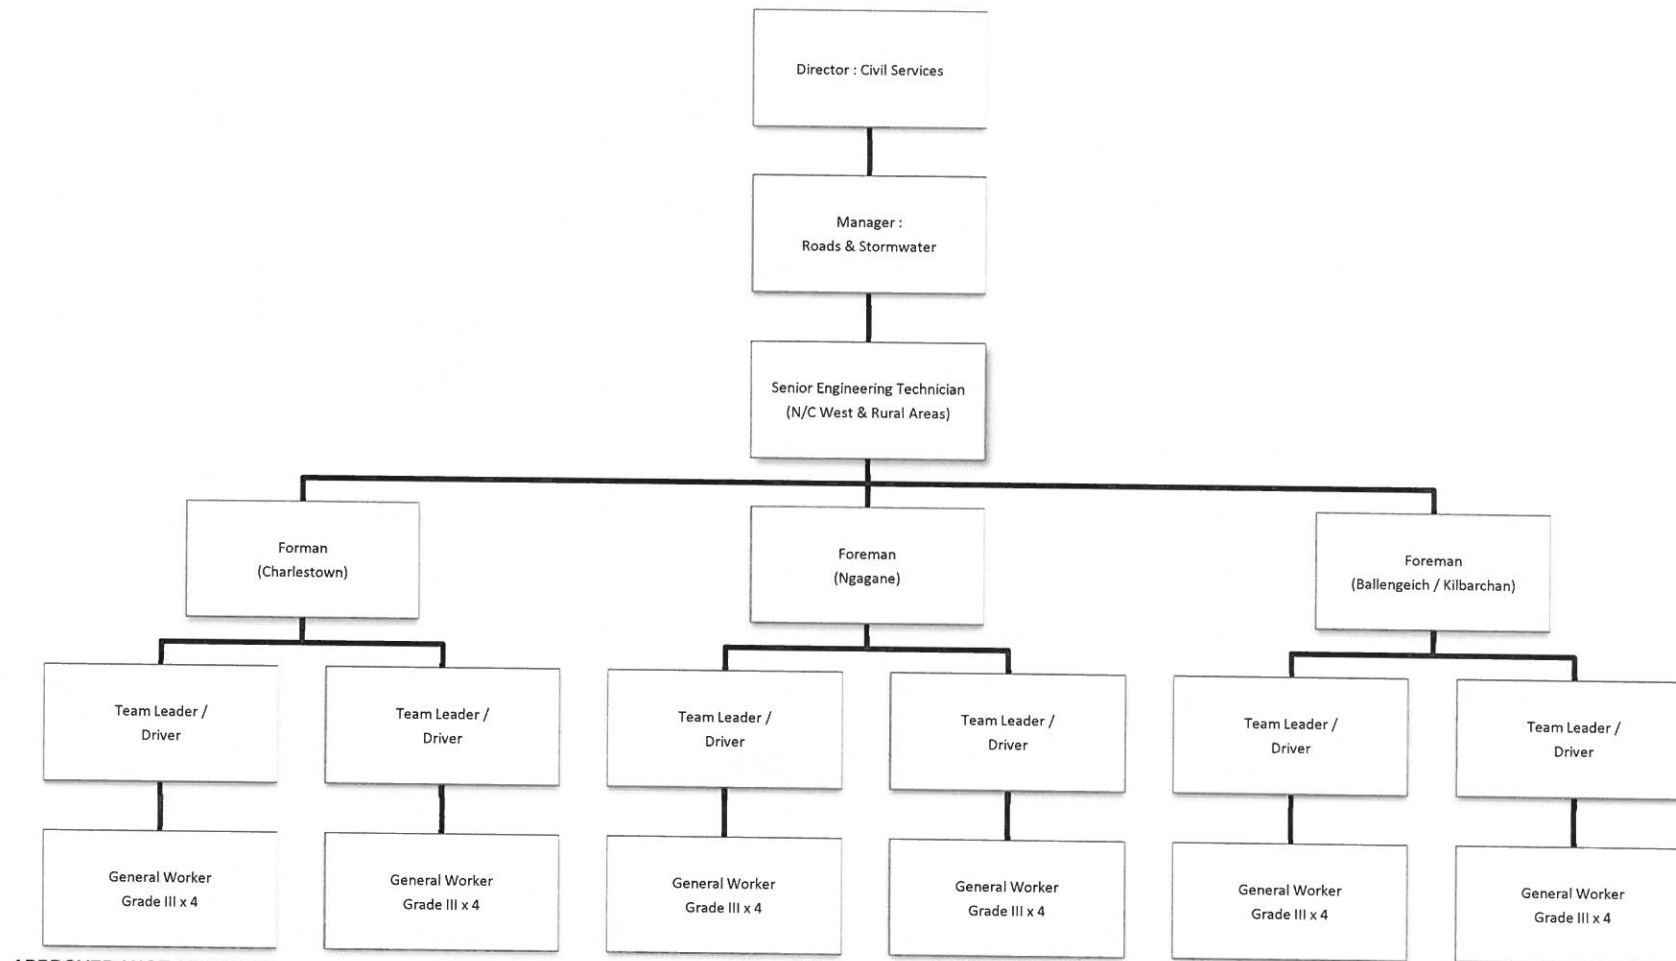 Director : Civil Services
Manager :
Roads & Stormwater
Senior Engineering Technician
(N/C West & Rural Areas)
Forman
(Charlestown)
Foreman
(Ngagane)
Foreman
(Ballengeich / Kilbarchan)
Team Leader /
Driver
Team Leader /
Driver
Team Leader /
Driver
Team Leader /
Driver
Team Leader /
Driver
Team Leader /
Driver
General Worker
Grade III x 4
General Worker
Grade III x 4
General Worker
Grade III x 4
General Worker
Grade III x 4
General Worker
Grade III x 4
General Worker
Grade III x 4